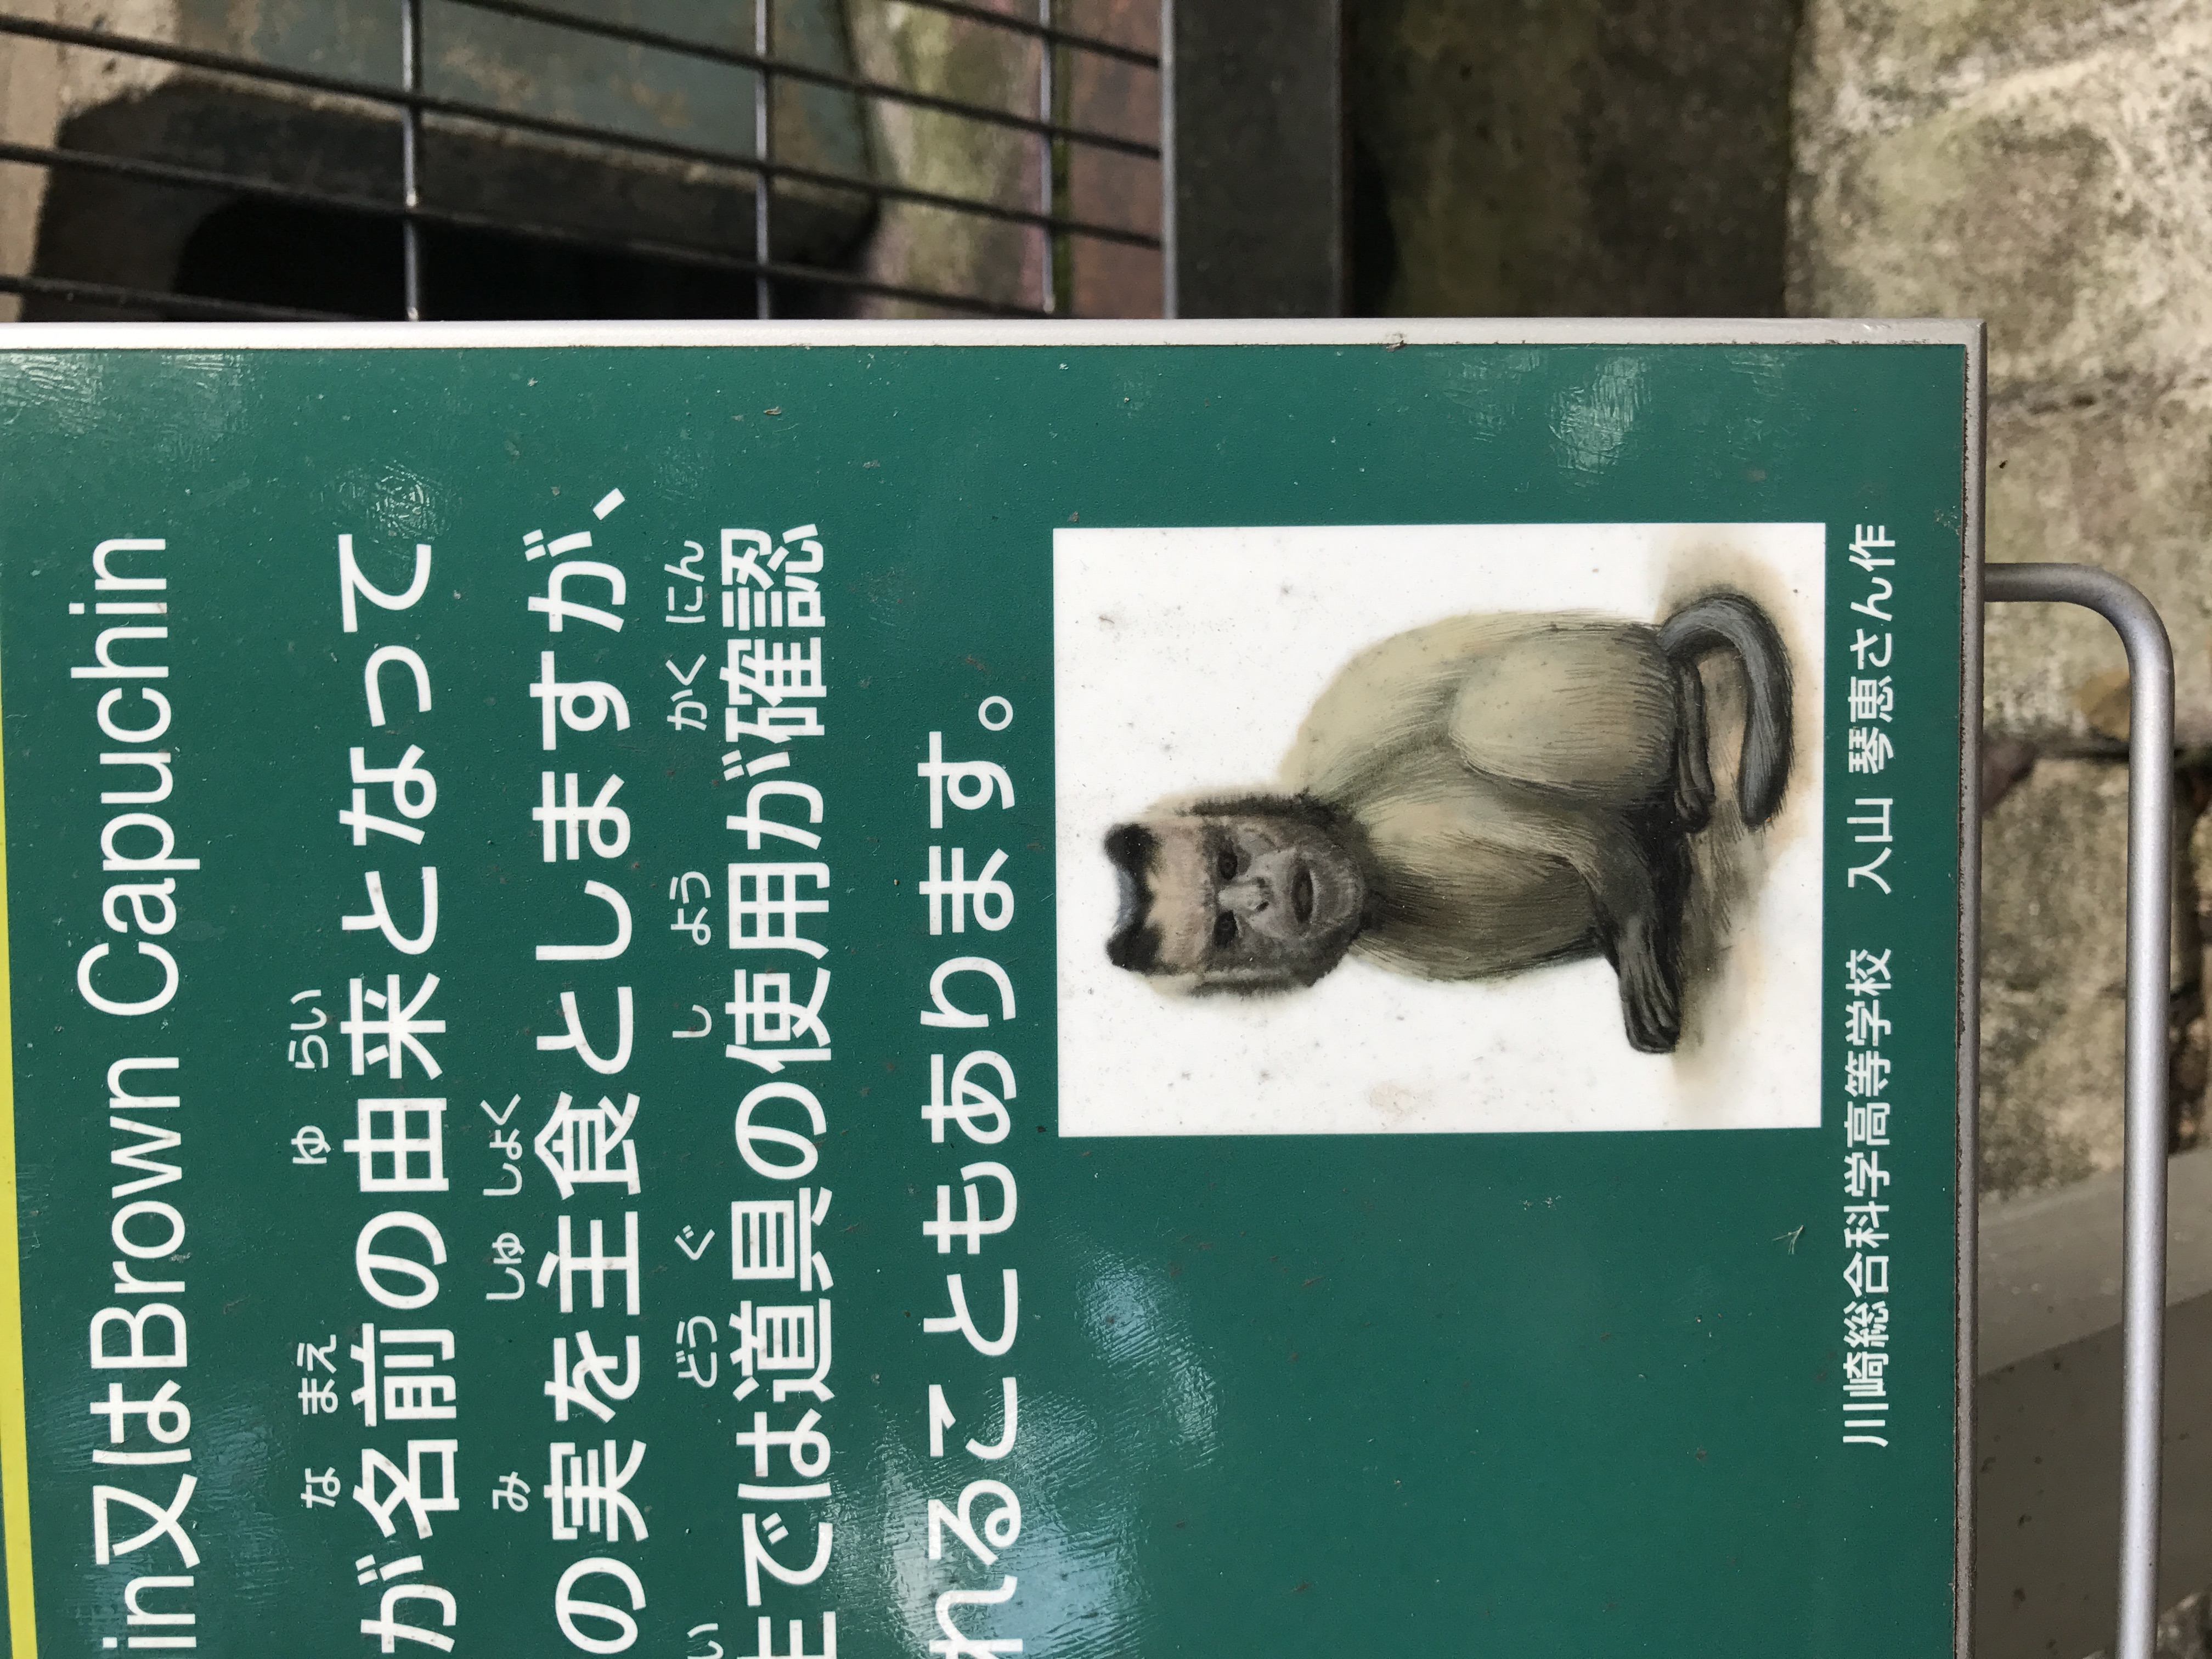 in又はBrown Capuchin
な まえ ゆ らい
が名前の由来となって
み しゅ しょく
の実を主食としますが、
い どう ぐ し よう かく にん
生では道具の使用が確認
れることもあります。
川崎総合科学高等学校 入山 琴恵さん作